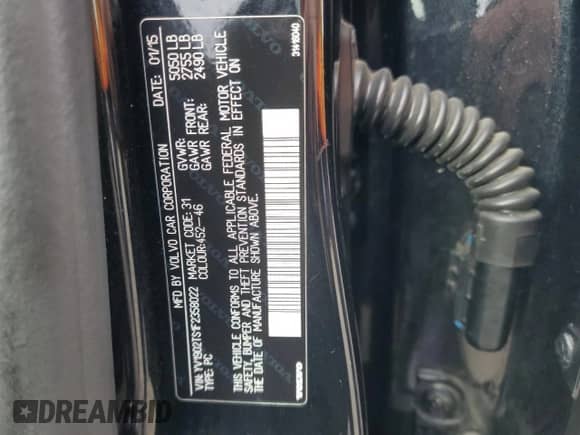 MFD BY VOLVO CAR CORPORATION
DATE: 01/15
VIN: YV1902TS1F2358022 MARKET CODE: 31
TYPE: PC
COLOUR: 452-46
GVWR: 5050 LB
GAWR FRONT: 2755 LB
GAWR REAR: 2490 LB
THIS VEHICLE CONFORMS TO ALL APPLICABLE FEDERAL MOTOR VEHICLE
SAFETY, BUMPER AND THEFT PREVENTION STANDARDS IN EFFECT ON
THE DATE OF MANUFACTURE SHOWN ABOVE.
VOLVO
31416040
DREAMBID